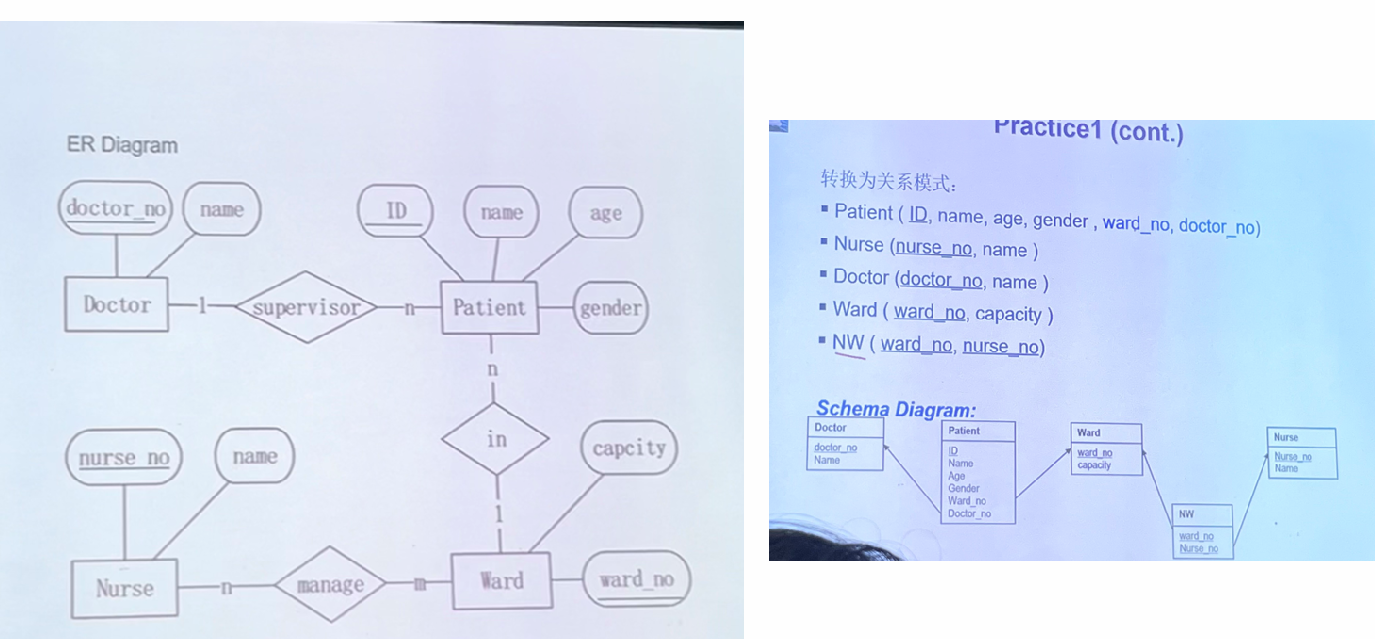 ER Diagram
doctor_no
name
ID
name
age
Doctor
1
supervisor
n
Patient
gender
n
in
nurse no
name
capcity
1
Nurse
n
manage
m
Ward
ward_no
Practice1 (cont.)
转换为关系模式:
▪ Patient ( ID, name, age, gender , ward_no, doctor_no)
▪ Nurse (nurse_no, name )
▪ Doctor (doctor_no, name )
▪ Ward ( ward_no, capacity )
▪ NW ( ward_no, nurse_no)
Schema Diagram:
Doctor
doctor_no
Name
Patient
ID
Name
Age
Gender
Ward_no
Doctor_no
Ward
ward_no
capacity
Nurse
Nurse_no
Name
NW
ward_no
Nurse_no